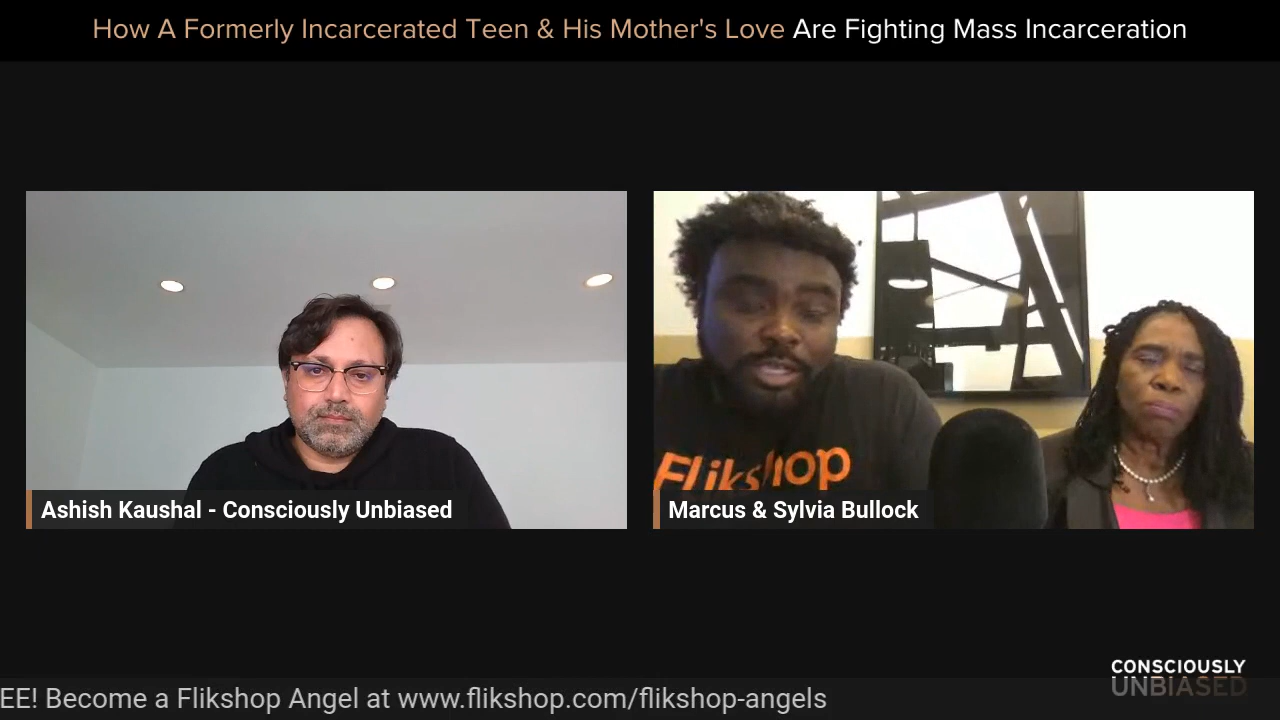 How A Formerly Incarcerated Teen & His Mother's Love Are Fighting Mass Incarceration
Flikshop
Ashish Kaushal - Consciously Unbiased
Marcus & Sylvia Bullock
CONSCIOUSLY
UNBIASED
EE! Become a Flikshop Angel at www.flikshop.com/flikshop-angels